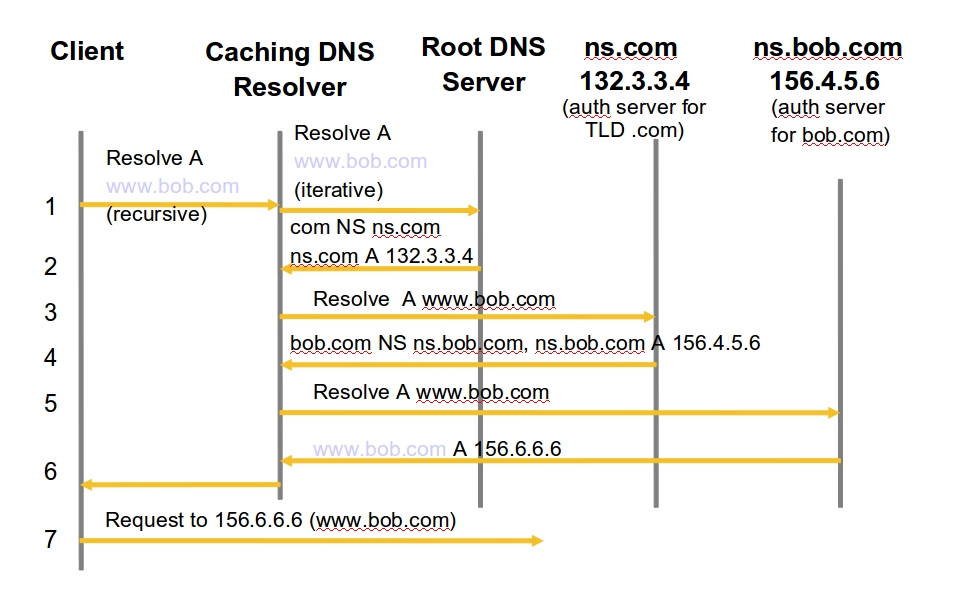 Client
Caching DNS
Resolver
Root DNS
Server
ns.com
132.3.3.4
(auth server for
TLD .com)
ns.bob.com
156.4.5.6
(auth server
for bob.com)
Resolve A
www.bob.com
(recursive)
Resolve A
www.bob.com
(iterative)
1
com NS ns.com
ns.com A 132.3.3.4
2
Resolve A www.bob.com
3
bob.com NS ns.bob.com, ns.bob.com A 156.4.5.6
4
Resolve A www.bob.com
5
www.bob.com A 156.6.6.6
6
Request to 156.6.6.6 (www.bob.com)
7